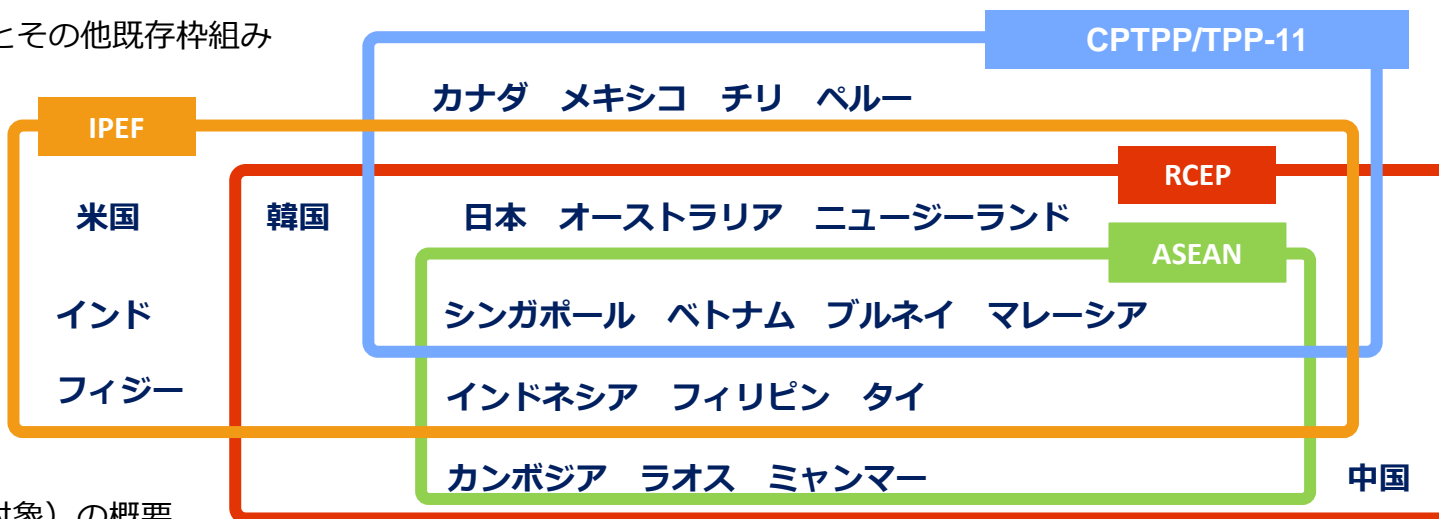 とその他既存枠組み
CPTPP/TPP-11
カナダ メキシコ チリ ペルー
IPEF
RCEP
米国 韓国 日本 オーストラリア ニュージーランド
ASEAN
インド シンガポール ベトナム ブルネイ マレーシア
フィジー インドネシア フィリピン タイ
カンボジア ラオス ミャンマー 中国
対象）の概要